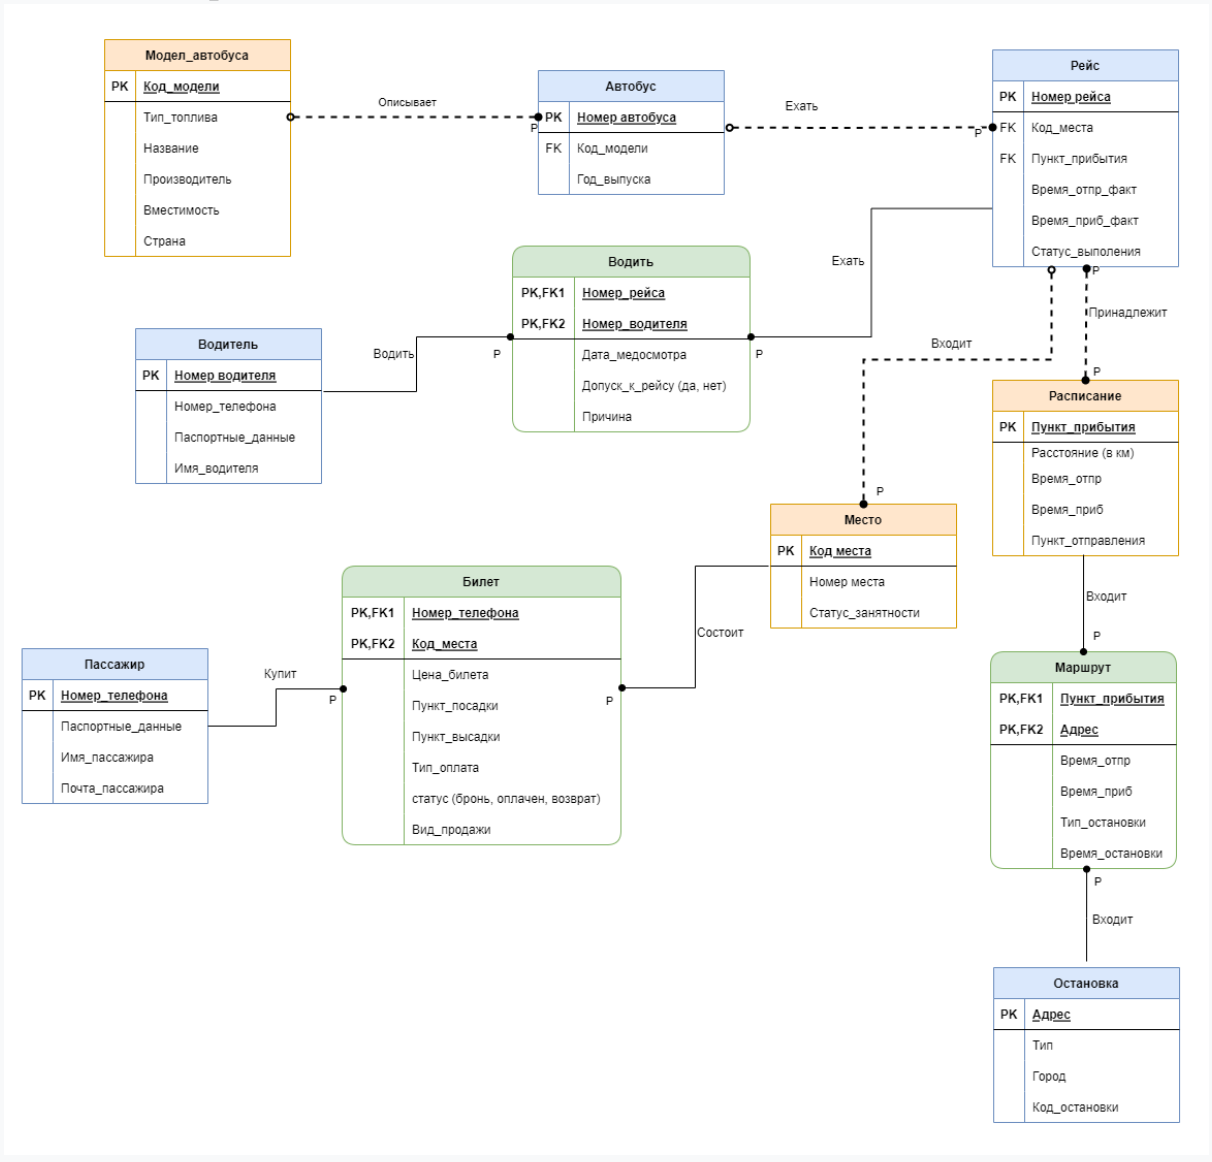 Модел_автобуса
PK Код_модели
Тип_топлива
Название
Производитель
Вместимость
Страна
Описывает
P
Автобус
PK Номер автобуса
FK Код_модели
Год_выпуска
Ехать
P
Рейс
PK Номер рейса
FK Код_места
FK Пункт_прибытия
Время_отпр_факт
Время_приб_факт
Статус_выполения
P
Ехать
Водить
PK,FK1 Номер_рейса
PK,FK2 Номер_водителя
Дата_медосмотра
Допуск_к_рейсу (да, нет)
Причина
P
P
Водить
Водитель
PK Номер водителя
Номер_телефона
Паспортные_данные
Имя_водителя
Входит
P
Принадлежит
P
Расписание
PK Пункт_прибытия
Расстояние (в км)
Время_отпр
Время_приб
Пункт_отправления
Место
PK Код места
Номер места
Статус_занятности
Состоит
P
Билет
PK,FK1 Номер_телефона
PK,FK2 Код_места
Цена_билета
Пункт_посадки
Пункт_высадки
Тип_оплата
статус (бронь, оплачен, возврат)
Вид_продажи
Купит
P
Пассажир
PK Номер_телефона
Паспортные_данные
Имя_пассажира
Почта_пассажира
Входит
P
Маршрут
PK,FK1 Пункт_прибытия
PK,FK2 Адрес
Время_отпр
Время_приб
Тип_остановки
Время_остановки
P
Входит
Остановка
PK Адрес
Тип
Город
Код_остановки